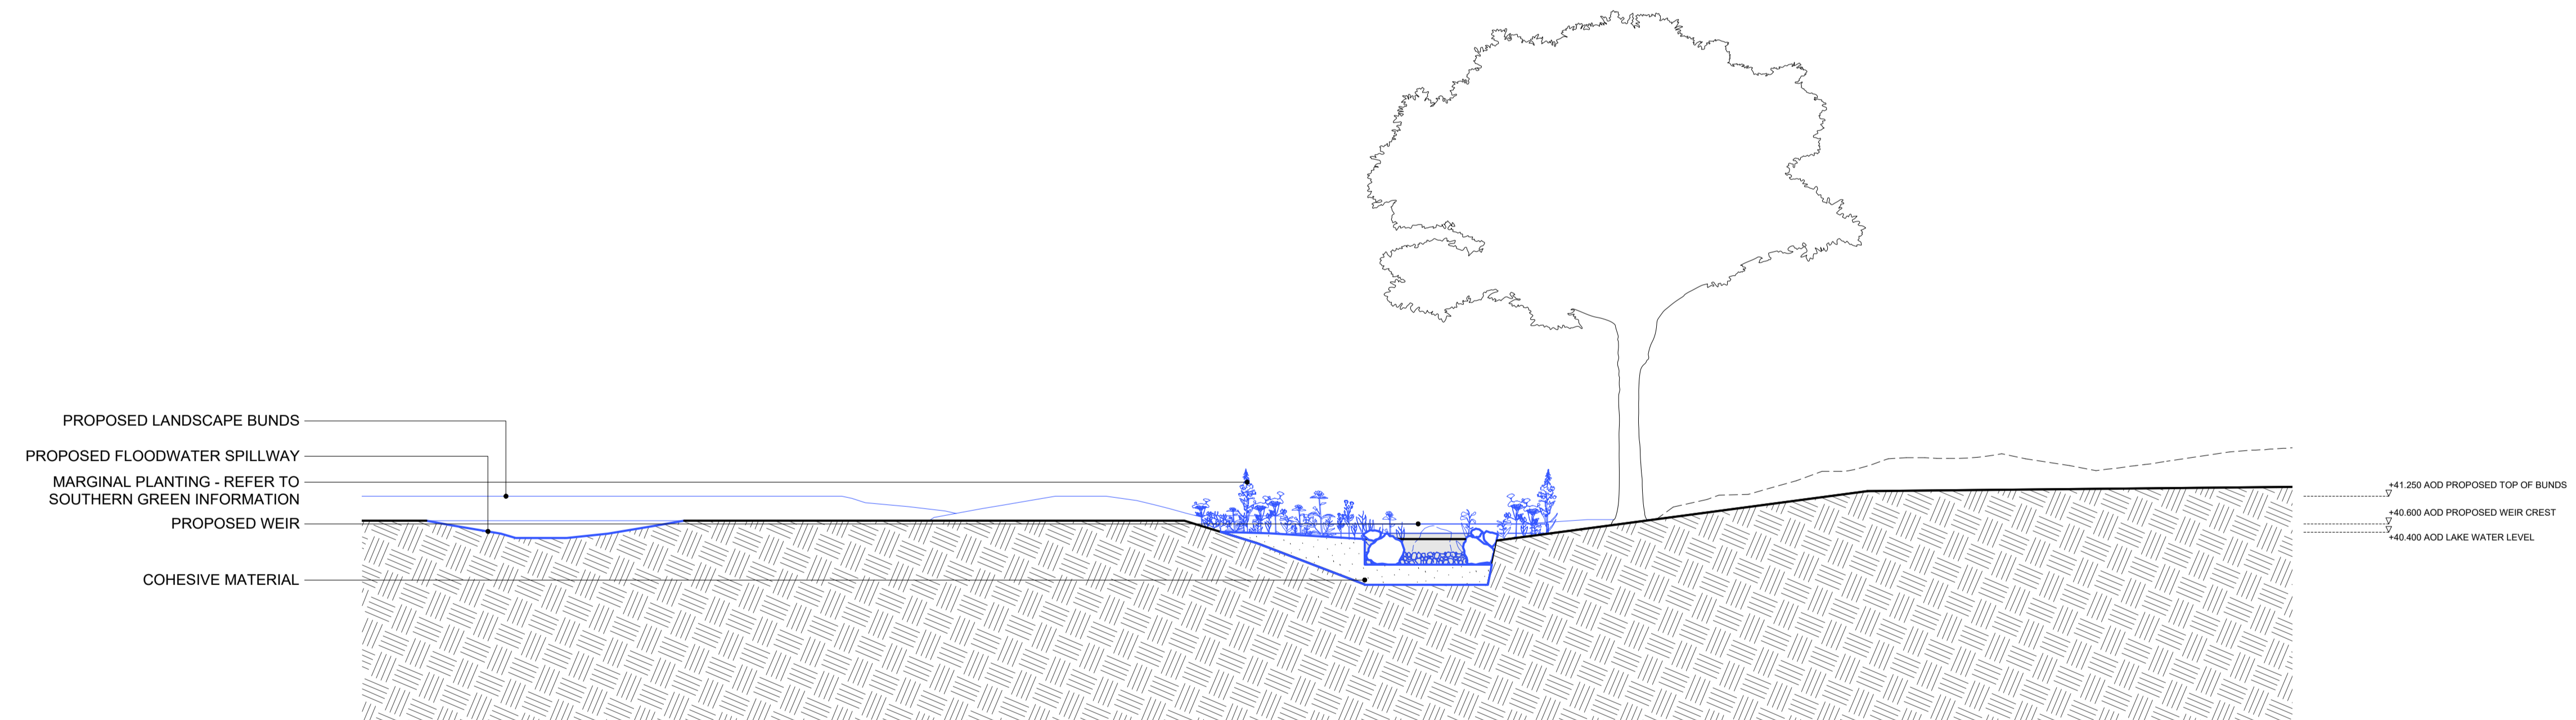 PROPOSED LANDSCAPE BUNDS
PROPOSED FLOODWATER SPILLWAY
MARGINAL PLANTING - REFER TO
SOUTHERN GREEN INFORMATION
PROPOSED WEIR
COHESIVE MATERIAL
+41.250 AOD PROPOSED TOP OF BUNDS
+40.600 AOD PROPOSED WEIR CREST
+40.400 AOD LAKE WATER LEVEL